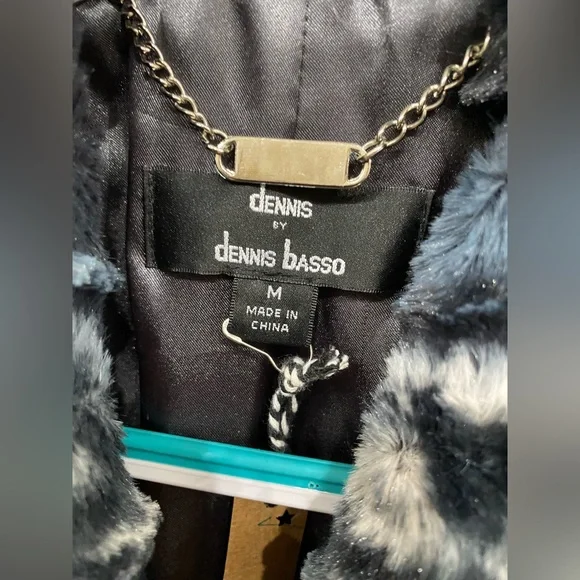 dENNIS
BY
dENNIS bASSO
M
MADE IN
CHINA